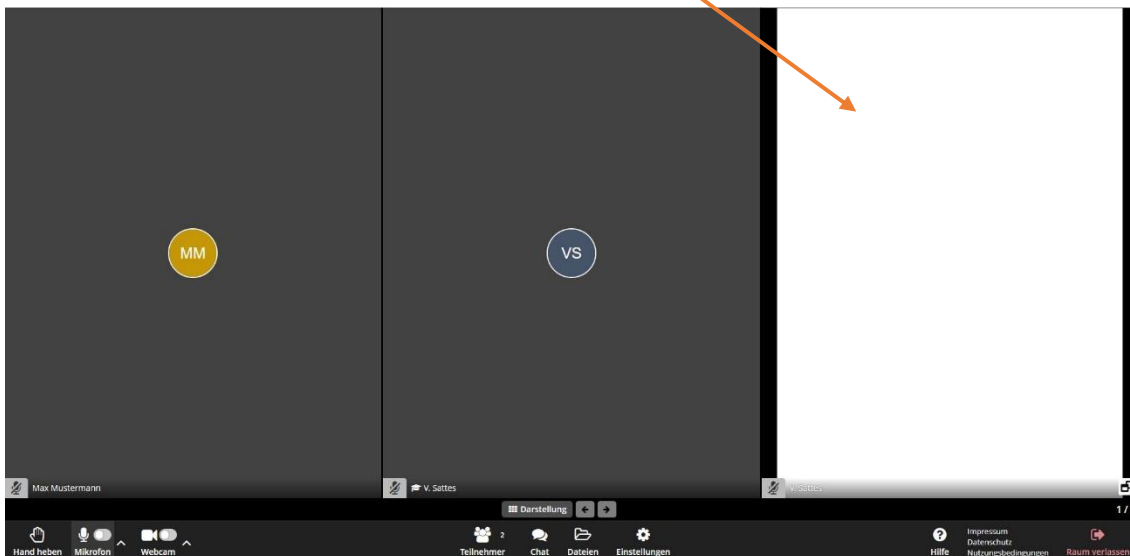 MM
VS
Max Mustermann
V. Sattes
V. Sattes
Darstellung
1/
Hand heben
Mikrofon
Webcam
Teilnehmer
2
Chat
Dateien
Einstellungen
Hilfe
Impressum
Datenschutz
Nutzungsbedingungen
Raum verlassen